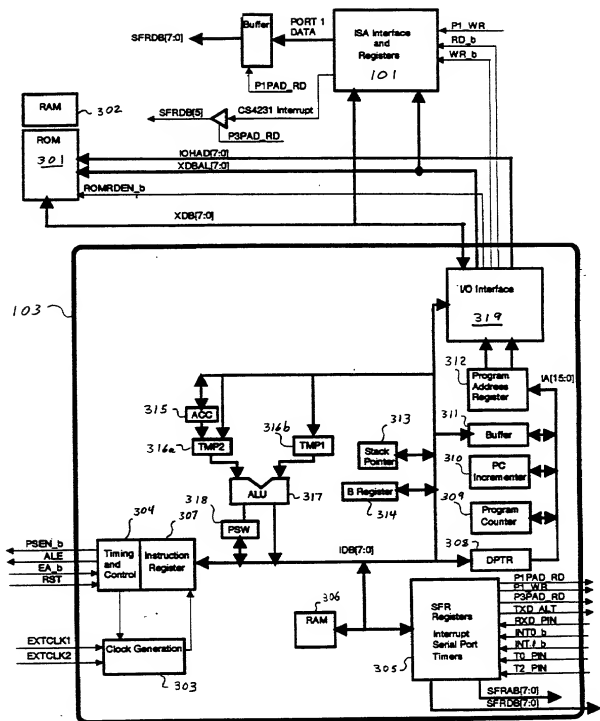 SFRDB[7:0]
Buffer
PORT 1
DATA
ISA Interface
and
Registers
101
P1_WR
RD_b
WR_b
P1PAD_RD
RAM
302
SFRDB[5]
CS4231 Interrupt
P3PAD_RD
ROM
301
IOHAD[7:0]
XDBAL[7:0]
ROMRDEN_b
XDB[7:0]
103
I/O Interface
319
312
Program
Address
Register
IA[15:0]
315
ACC
316a
TMP2
316b
TMP1
313
Stack
Pointer
311
Buffer
310
PC
Incrementer
318
ALU
317
B Register
314
309
Program
Counter
304
307
PSW
308
PSEN_b
ALE
EA_b
RST
Timing
and
Control
Instruction
Register
IDB[7:0]
DPTR
306
RAM
SFR
Registers
Interrupt
Serial Port
Timers
305
P1PAD_RD
P1_WR
P3PAD_RD
TXD_ALT
RXD_PIN
INT0_b
T0_PIN
T2_PIN
EXTCLK1
EXTCLK2
Clock Generation
303
SFRAB[7:0]
SFRDB[7:0]